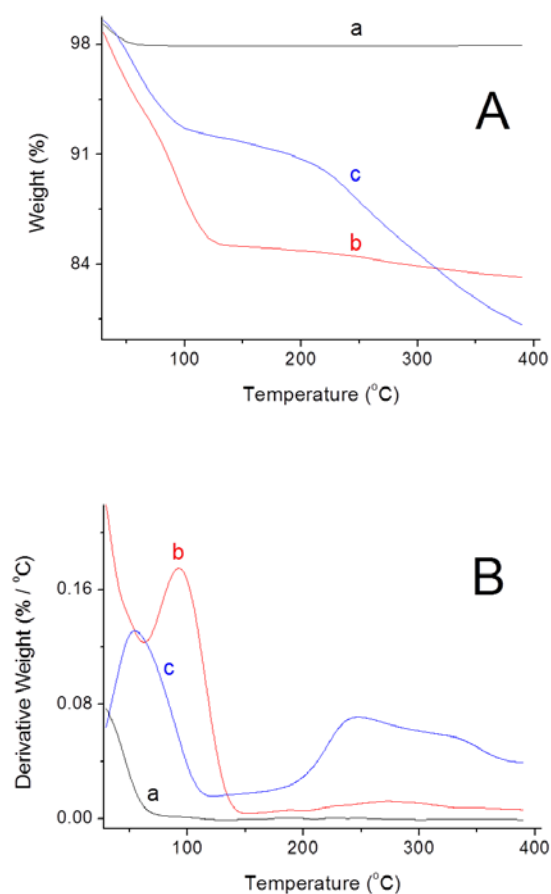 98
91
84
Weight (%)
a
A
c
b
100
200
300
400
Temperature (°C)
0.16
0.08
0.00
Derivative Weight (% / °C)
b
B
c
a
100
200
300
400
Temperature (°C)